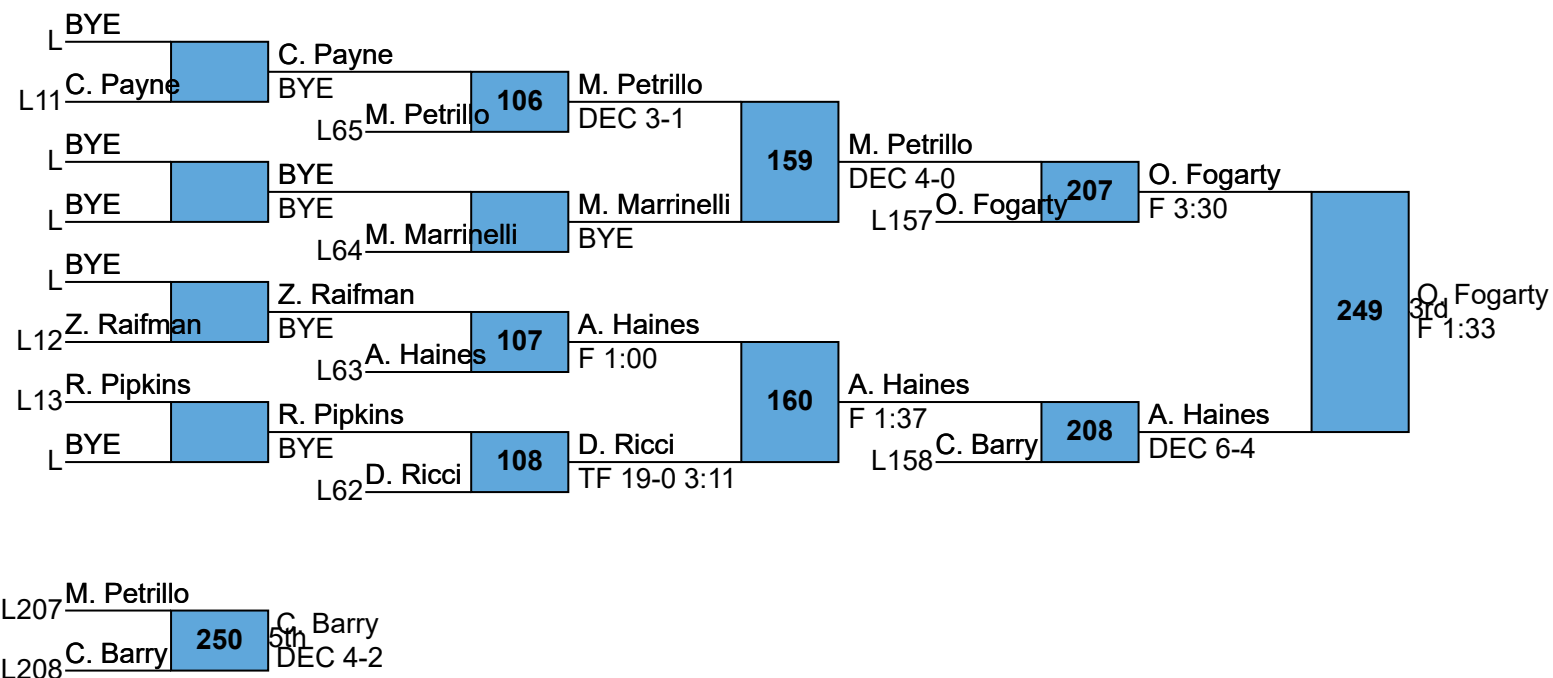 BYE
L
C. Payne
L11
C. Payne
BYE
M. Petrillo
L65
106
M. Petrillo
DEC 3-1
BYE
L
BYE
L
BYE
BYE
M. Marrinelli
L64
M. Marrinelli
BYE
159
M. Petrillo
DEC 4-0
O. Fogarty
L157
207
O. Fogarty
F 3:30
BYE
L
Z. Raifman
L12
Z. Raifman
BYE
A. Haines
L63
107
A. Haines
F 1:00
R. Pipkins
L13
BYE
L
R. Pipkins
BYE
D. Ricci
L62
108
D. Ricci
TF 19-0 3:11
160
A. Haines
F 1:37
C. Barry
L158
208
A. Haines
DEC 6-4
249
3rd
O. Fogarty
F 1:33
M. Petrillo
L207
C. Barry
L208
250
5th
C. Barry
DEC 4-2